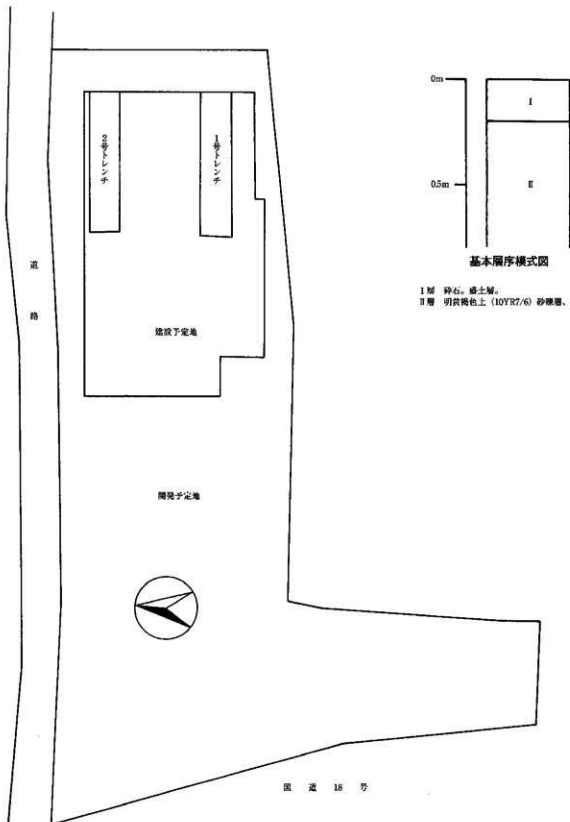 0m
I
0.5m
II
基本層序模式図
I層 砕石。盛土層。
II層 明黄褐色土(10YR7/6)砂礫層、
2号トレンチ
1号トレンチ
道路
建設予定地
開発予定地
国道18号